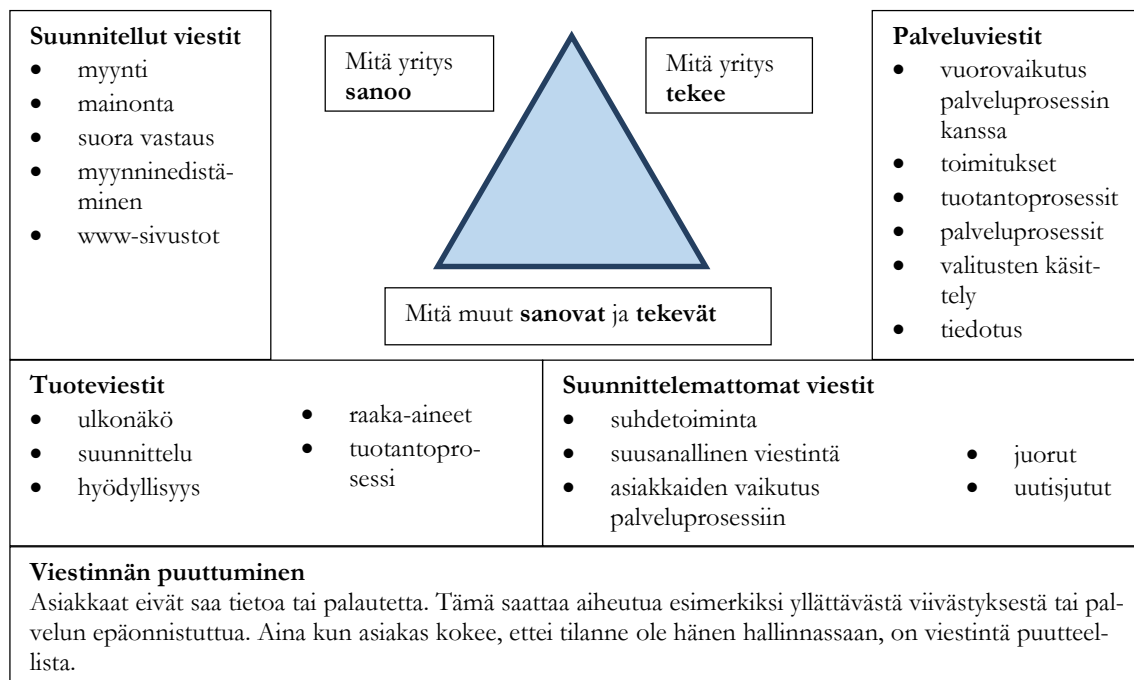 Suunnitellut viestit
• myynti
• mainonta
• suora vastaus
• myynninedistä-
minen
• www-sivustot
Mitä yritys
sanoo
Mitä yritys
tekee
Mitä muut sanovat ja tekevät
Palveluviestit
• vuorovaikutus
palveluprosessin
kanssa
• toimitukset
• tuotantoprosessit
• palveluprosessit
• valitusten käsit-
tely
• tiedotus
Tuoteviestit
• ulkonäkö
• suunnittelu
• hyödyllisyys
• raaka-aineet
• tuotantopro-
sessi
Suunnittelemattomat viestit
• suhdetoiminta
• suusanallinen viestintä
• asiakkaiden vaikutus
palveluprosessiin
• juorut
• uutisjutut
Viestinnän puuttuminen
Asiakkaat eivät saa tietoa tai palautetta. Tämä saattaa aiheutua esimerkiksi yllättävästä viivästyksestä tai pal-
velun epäonnistuttua. Aina kun asiakas kokee, ettei tilanne ole hänen hallinnassaan, on viestintä puutteel-
lista.